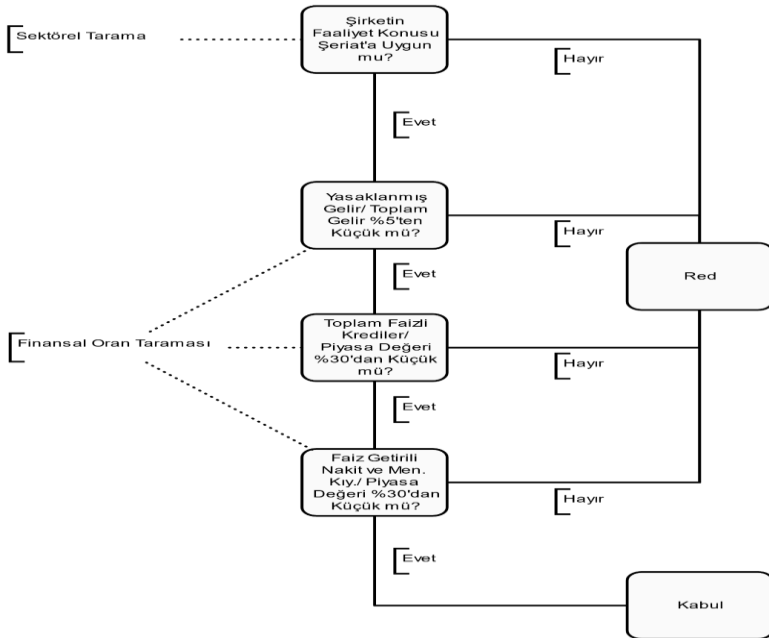 Şirketin
Faaliyet Konusu
Şeriat'a Uygun
mu?
Sektörel Tarama
Hayır
Evet
Yasaklanmış
Gelir/ Toplam
Gelir %5'ten
Küçük mü?
Hayır
Evet
Red
Toplam Faizli
Krediler/
Piyasa Değeri
%30'dan Küçük
mü?
Finansal Oran Taraması
Hayır
Evet
Faiz Getirili
Nakit ve Men.
Kıy./ Piyasa
Değeri %30'dan
Küçük mü?
Hayır
Evet
Kabul